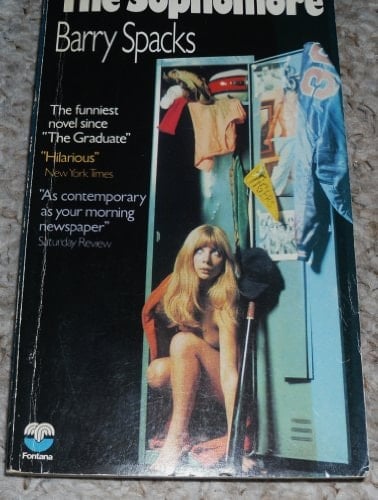 The Sophomore
Barry Spacks
The funniest
novel since
"The Graduate"
"Hilarious"
New York Times
"As contemporary
as your morning
newspaper"
Saturday Review
Fontana